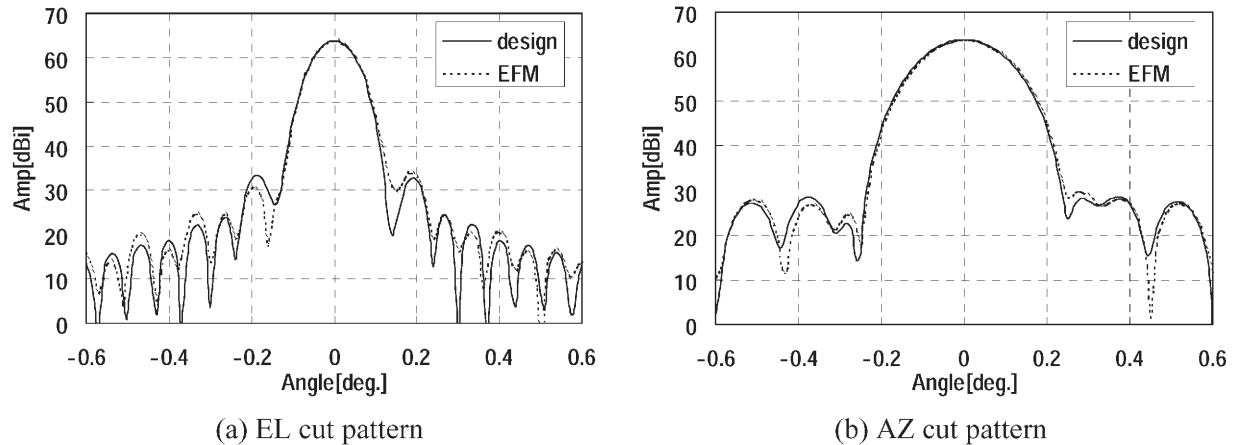 70
60
50
40
30
20
10
0
Amp[dBi]
design
EFM
-0.6 -0.4 -0.2 0 0.2 0.4 0.6
Angle[deg.]
(a) EL cut pattern
70
60
50
40
30
20
10
0
Amp[dBi]
design
EFM
-0.6 -0.4 -0.2 0 0.2 0.4 0.6
Angle[deg.]
(b) AZ cut pattern